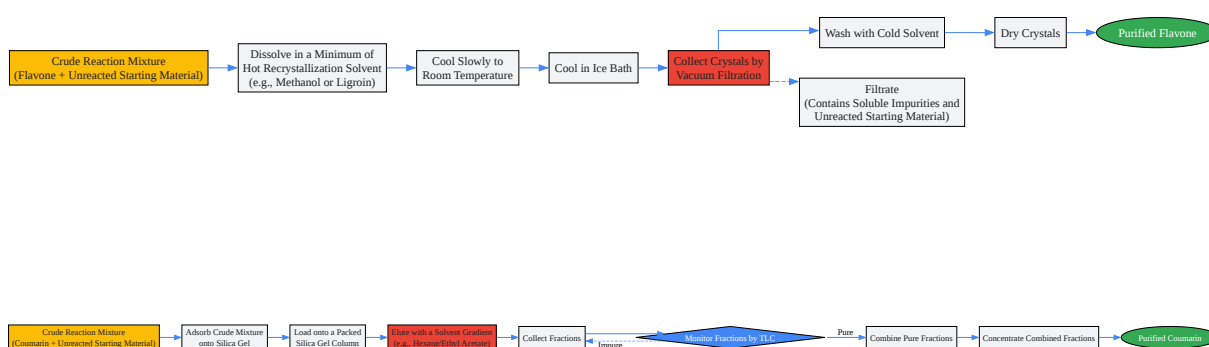 Crude Reaction Mixture
(Flavone + Unreacted Starting Material)
Dissolve in a Minimum of
Hot Recrystallization Solvent
(e.g., Methanol or Ligroin)
Cool Slowly to
Room Temperature
Cool in Ice Bath
Collect Crystals by
Vacuum Filtration
Wash with Cold Solvent
Dry Crystals
Purified Flavone
Filtrate
(Contains Soluble Impurities and
Unreacted Starting Material)
Crude Reaction Mixture
(Coumarin + Unreacted Starting Material)
Adsorb Crude Mixture
onto Silica Gel
Load onto a Packed
Silica Gel Column
Elute with a Solvent Gradient
(e.g., Hexane/Ethyl Acetate)
Collect Fractions
Impure
Monitor Fractions by TLC
Pure
Combine Pure Fractions
Concentrate Combined Fractions
Purified Coumarin